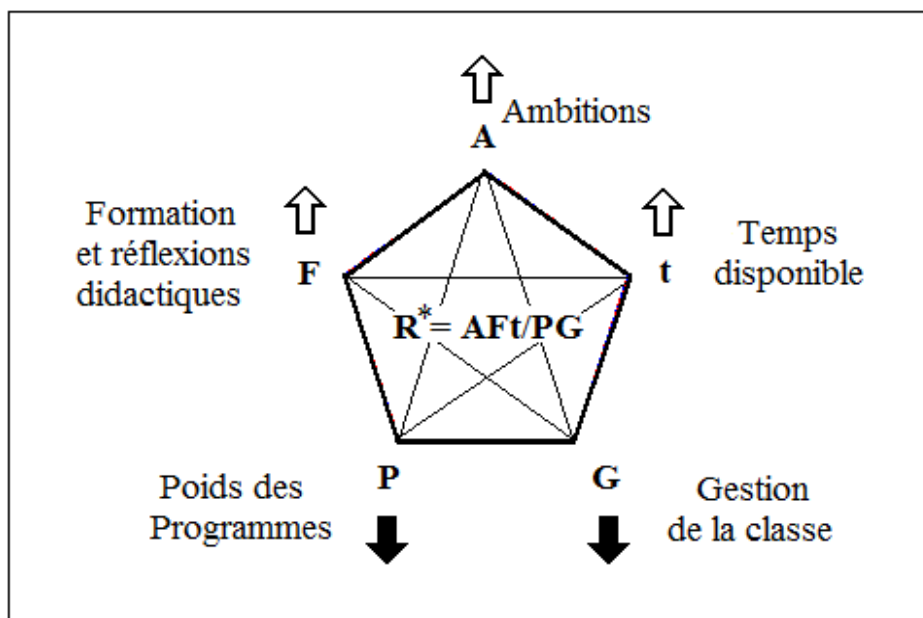 Ambitions
A
Formation
et réflexions
didactiques
F
t
Temps
disponible
R*= AFt/PG
P
G
Poids des
Programmes
Gestion
de la classe